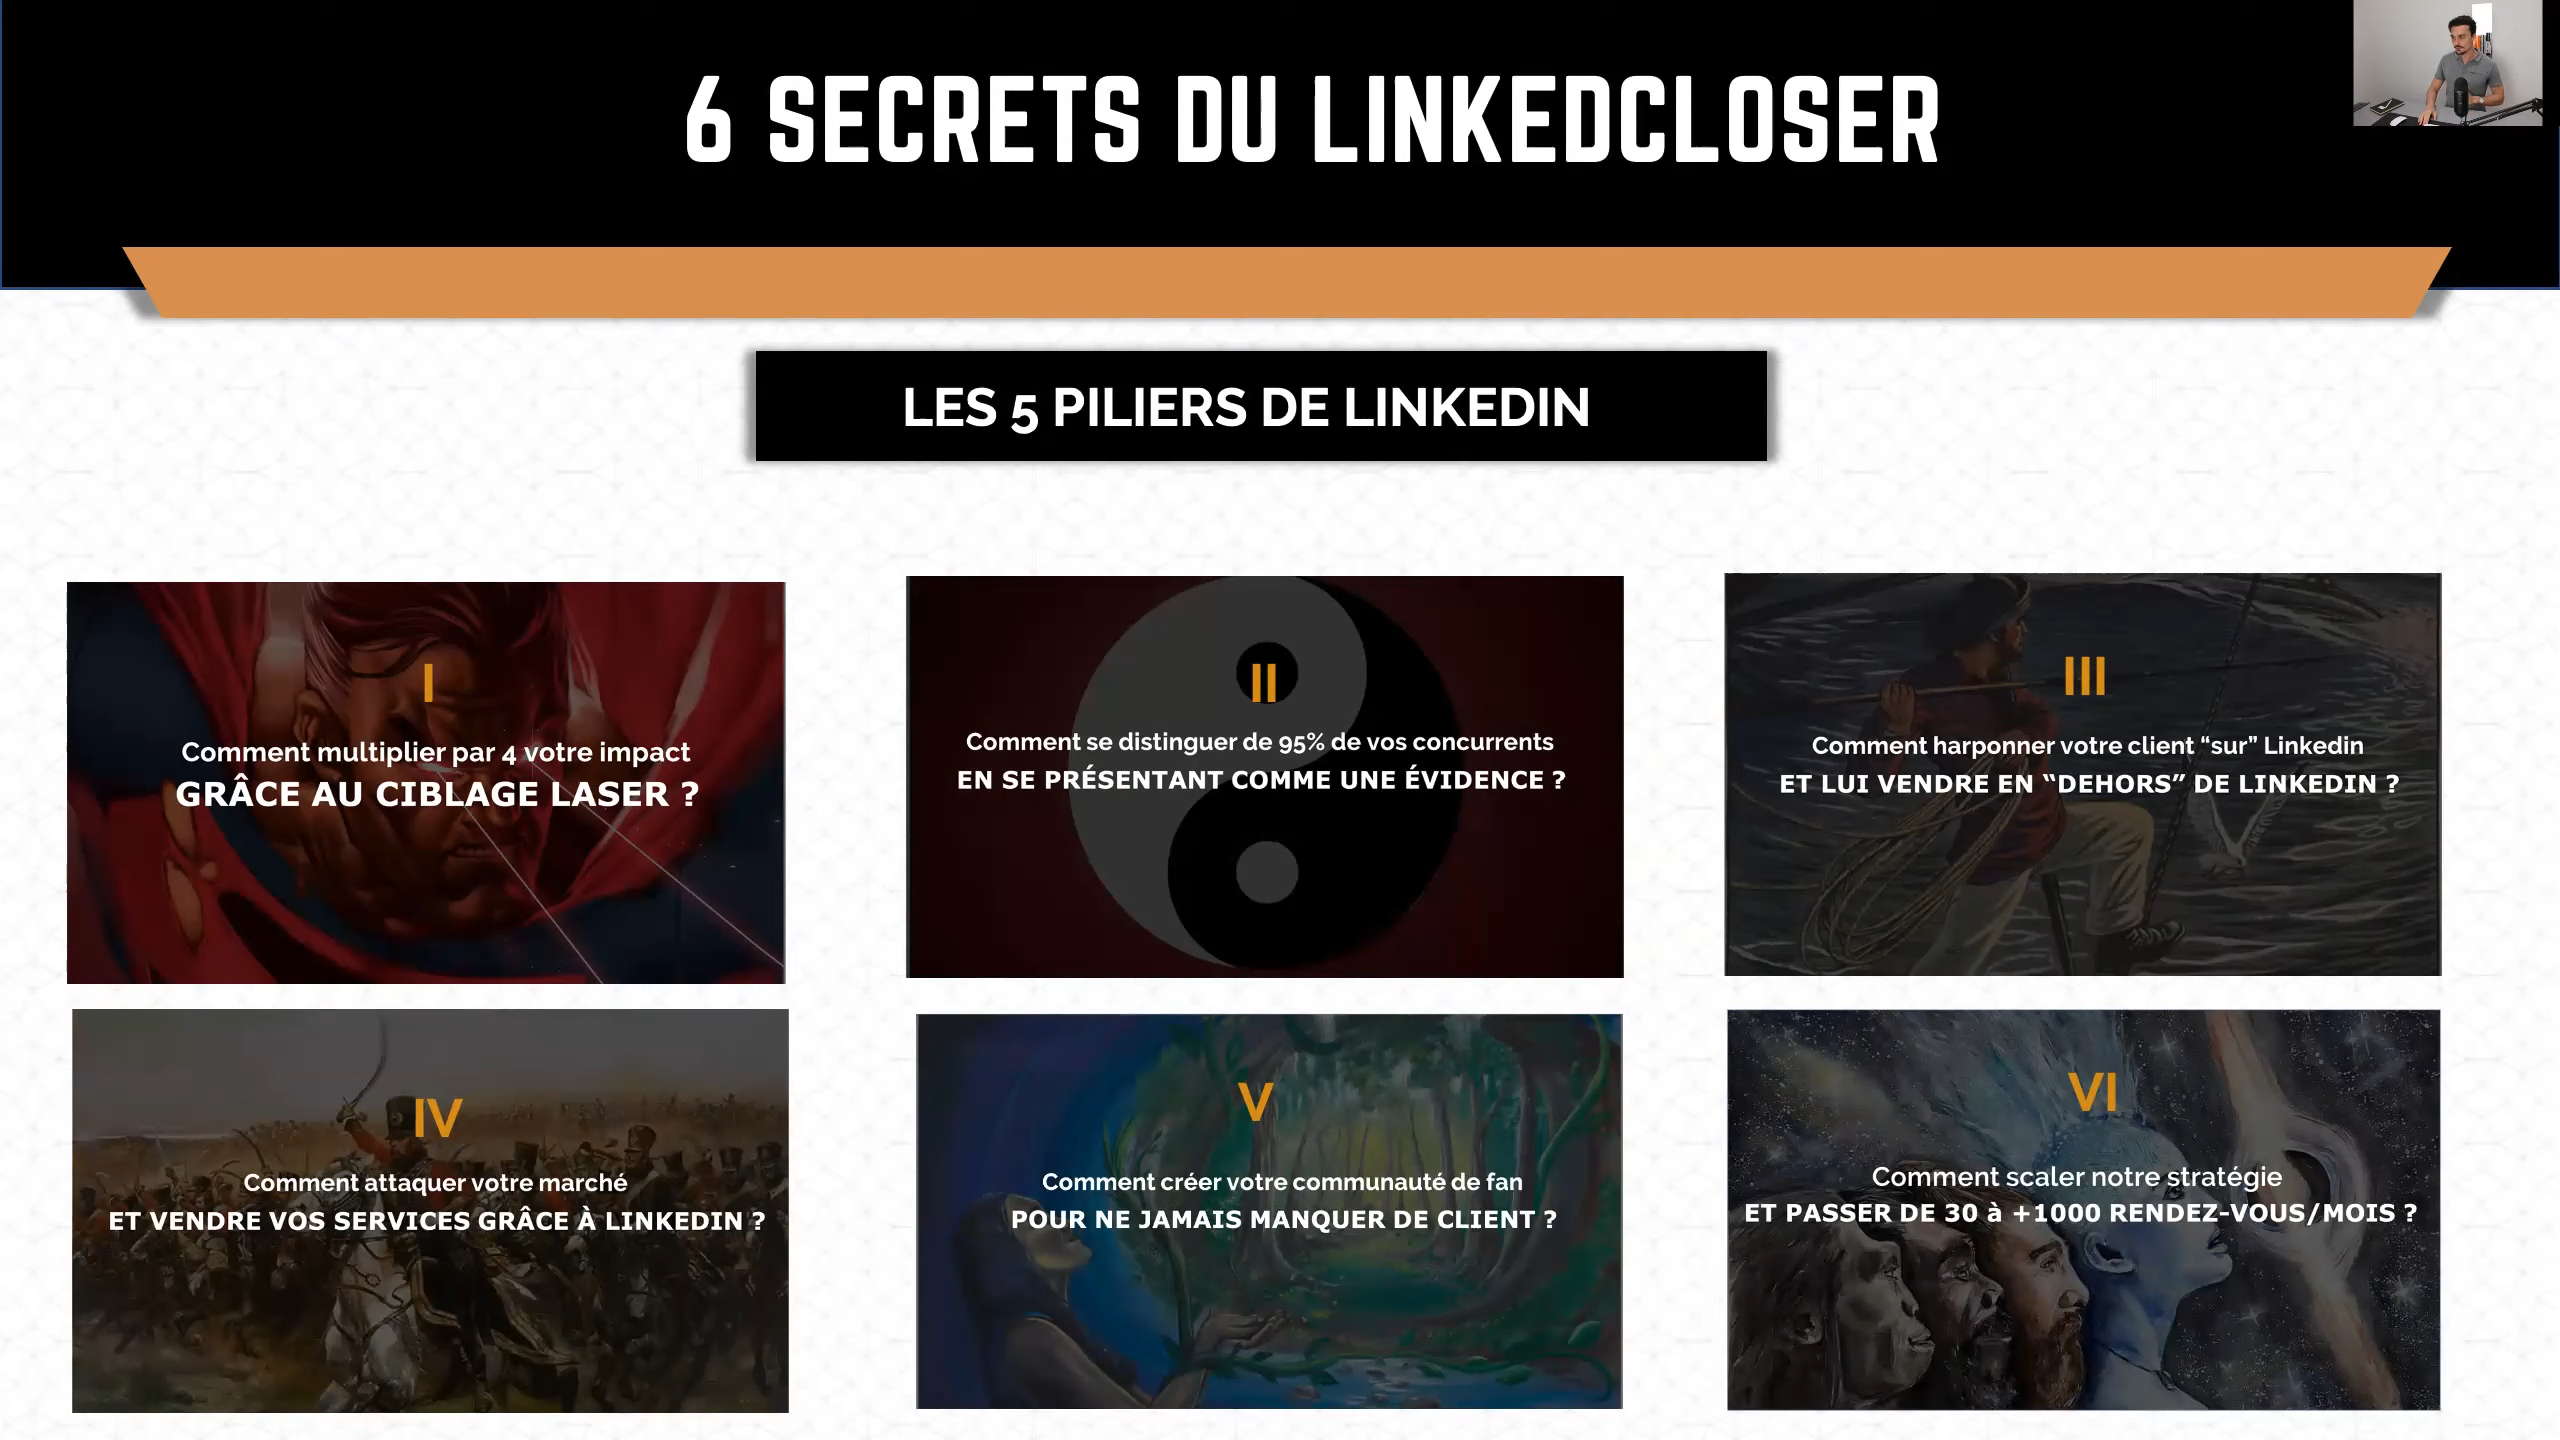 6 SECRETS DU LINKEDCLOSER
LES 5 PILIERS DE LINKEDIN
I
Comment multiplier par 4 votre impact
GRÂCE AU CIBLAGE LASER ?
II
Comment se distinguer de 95% de vos concurrents
EN SE PRÉSENTANT COMME UNE ÉVIDENCE ?
III
Comment harponner votre client “sur” Linkedin
ET LUI VENDRE EN “DEHORS” DE LINKEDIN ?
IV
Comment attaquer votre marché
ET VENDRE VOS SERVICES GRÂCE À LINKEDIN ?
V
Comment créer votre communauté de fan
POUR NE JAMAIS MANQUER DE CLIENT ?
VI
Comment scaler notre stratégie
ET PASSER DE 30 à +1000 RENDEZ-VOUS/MOIS ?